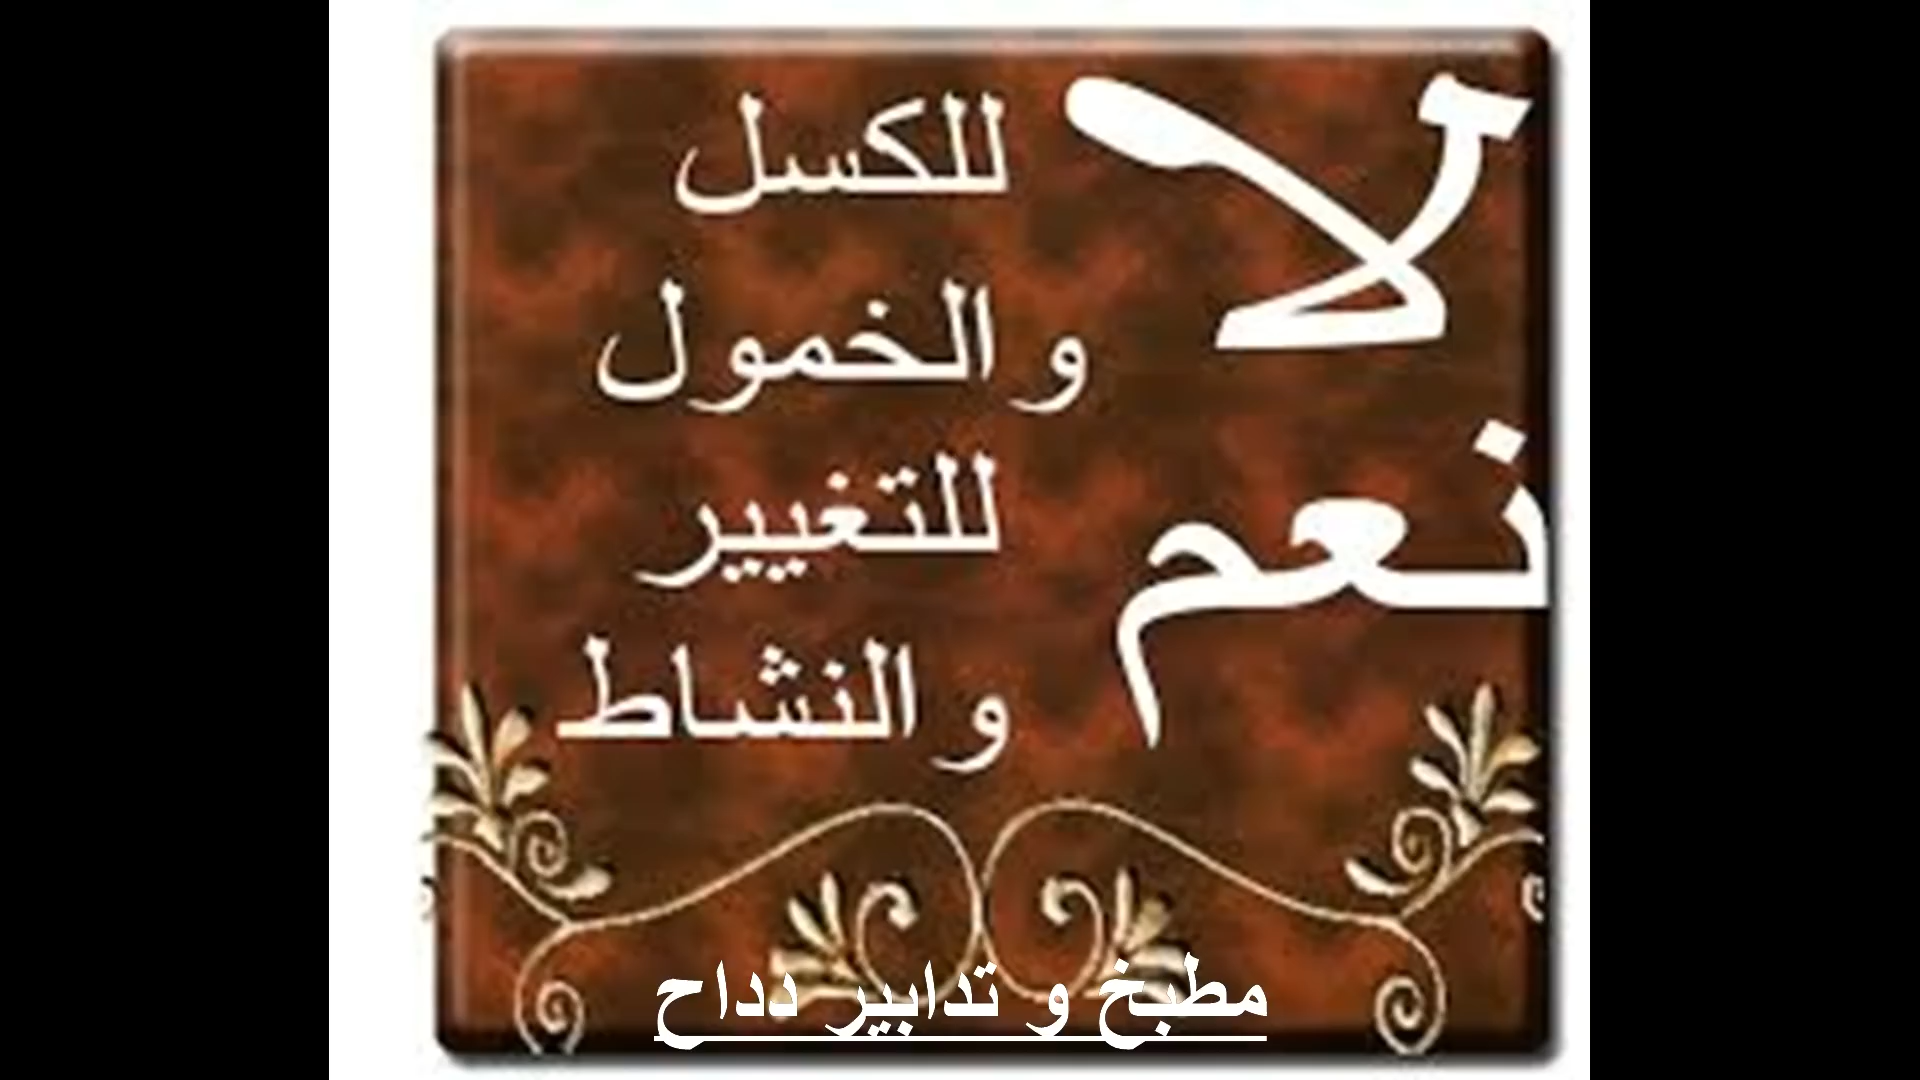 لا
للكسل
و الخمول
نعم
للتغيير
و النشاط
مطبخ و تدابير دداح